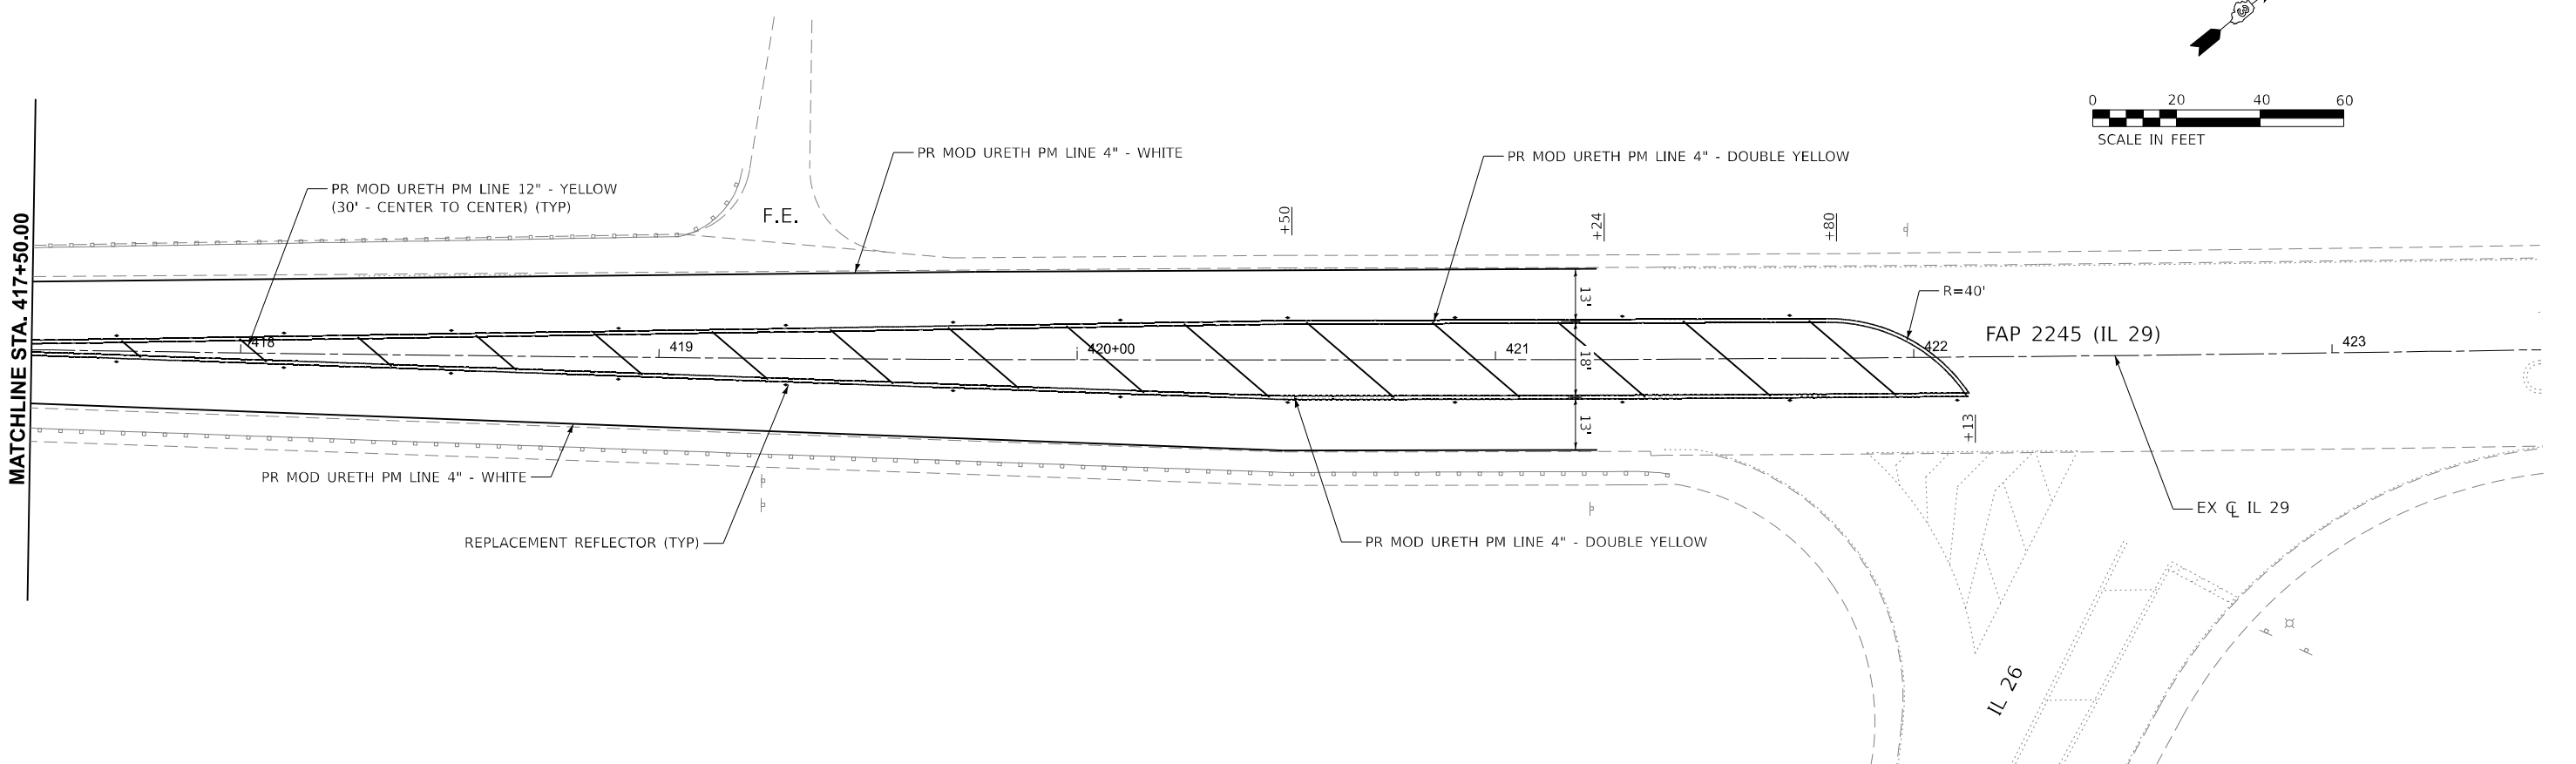 0 20 40 60
SCALE IN FEET
PR MOD URETH PM LINE 4" - WHITE
PR MOD URETH PM LINE 4" - DOUBLE YELLOW
PR MOD URETH PM LINE 12" - YELLOW
(30' - CENTER TO CENTER) (TYP)
F.E.
+50
+24
+80
MATCHLINE STA. 417+50.00
R=40'
FAP 2245 (IL 29)
13'
18'
13'
418
419
420+00
421
422
423
+13
PR MOD URETH PM LINE 4" - WHITE
EX CL IL 29
REPLACEMENT REFLECTOR (TYP)
PR MOD URETH PM LINE 4" - DOUBLE YELLOW
IL 26